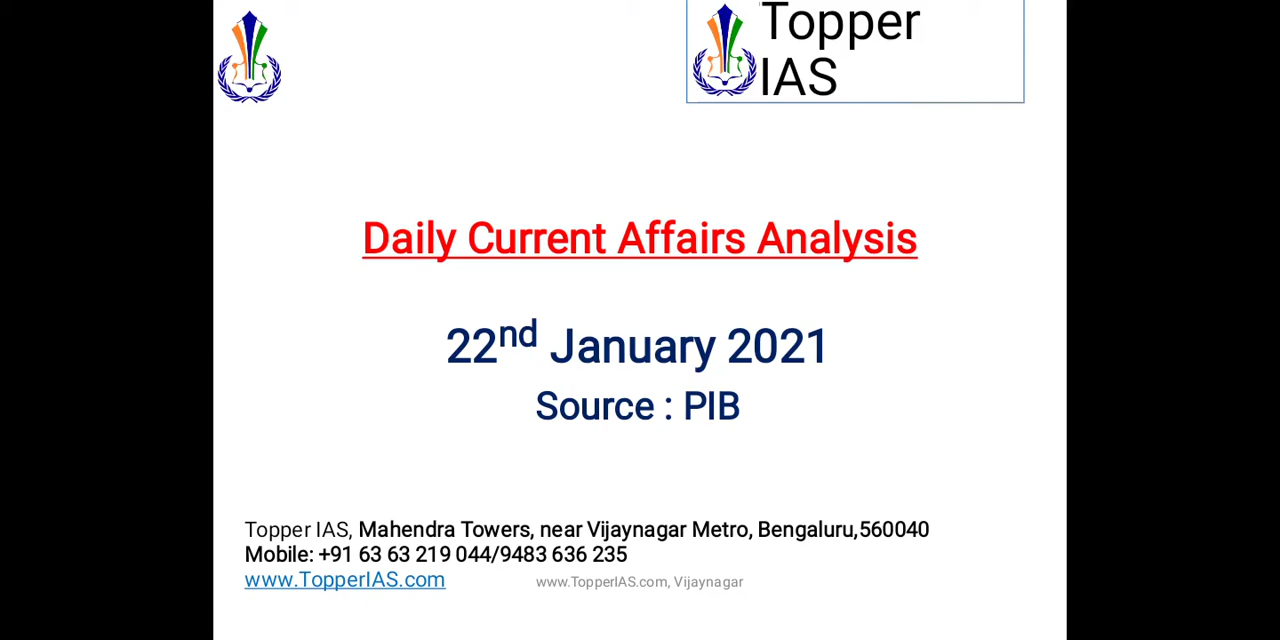 Topper
IAS
Daily Current Affairs Analysis
22nd January 2021
Source : PIB
Topper IAS, Mahendra Towers, near Vijaynagar Metro, Bengaluru,560040
Mobile: +91 63 63 219 044/9483 636 235
www.TopperIAS.com
www.TopperIAS.com, Vijaynagar